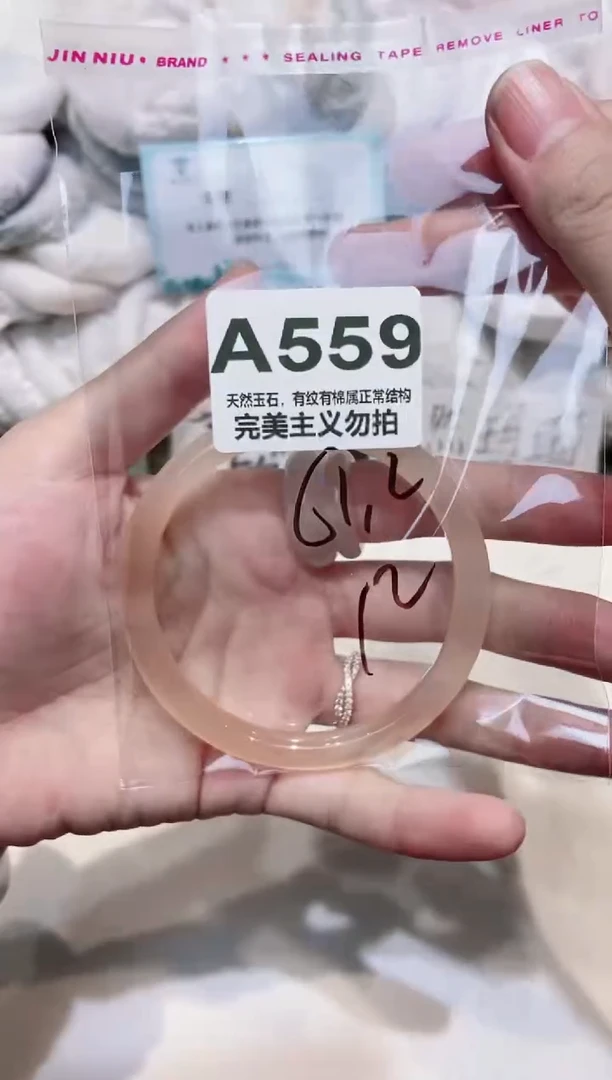 JIN NIU • BRAND * * * SEALING TAPE REMOVE LINER TO
A559
天然玉石，有纹有棉属正常结构
完美主义勿拍
61.2
12